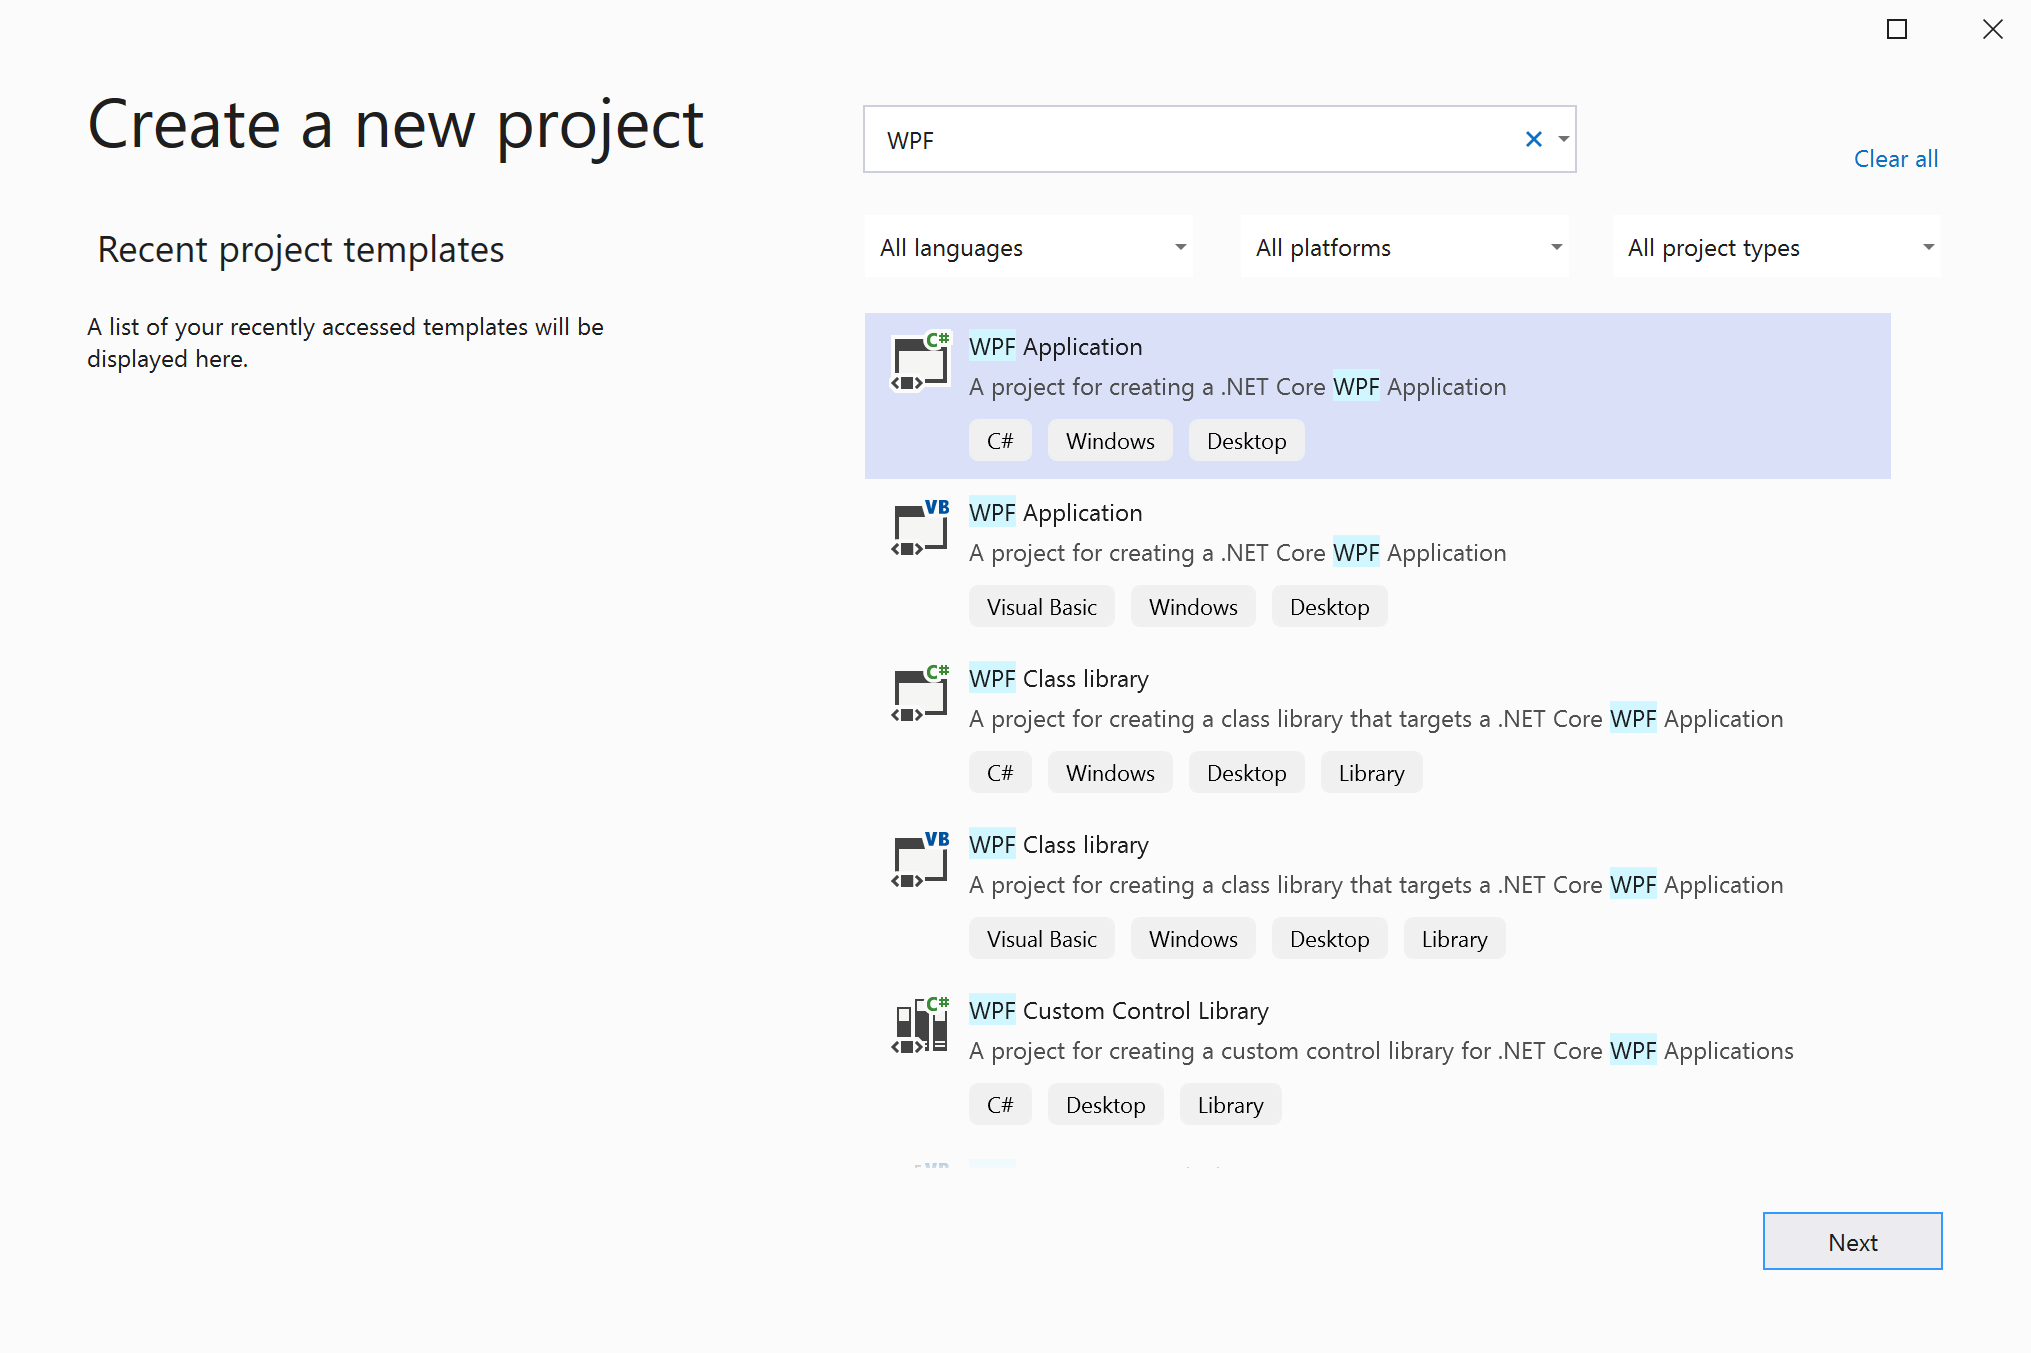 Create a new project
WPF
Clear all
Recent project templates
All languages
All platforms
All project types
A list of your recently accessed templates will be
displayed here.
C#
WPF Application
A project for creating a .NET Core WPF Application
C# Windows Desktop
VB
WPF Application
A project for creating a .NET Core WPF Application
Visual Basic Windows Desktop
C#
WPF Class library
A project for creating a class library that targets a .NET Core WPF Application
C# Windows Desktop Library
VB
WPF Class library
A project for creating a class library that targets a .NET Core WPF Application
Visual Basic Windows Desktop Library
C#
WPF Custom Control Library
A project for creating a custom control library for .NET Core WPF Applications
C# Desktop Library
Next